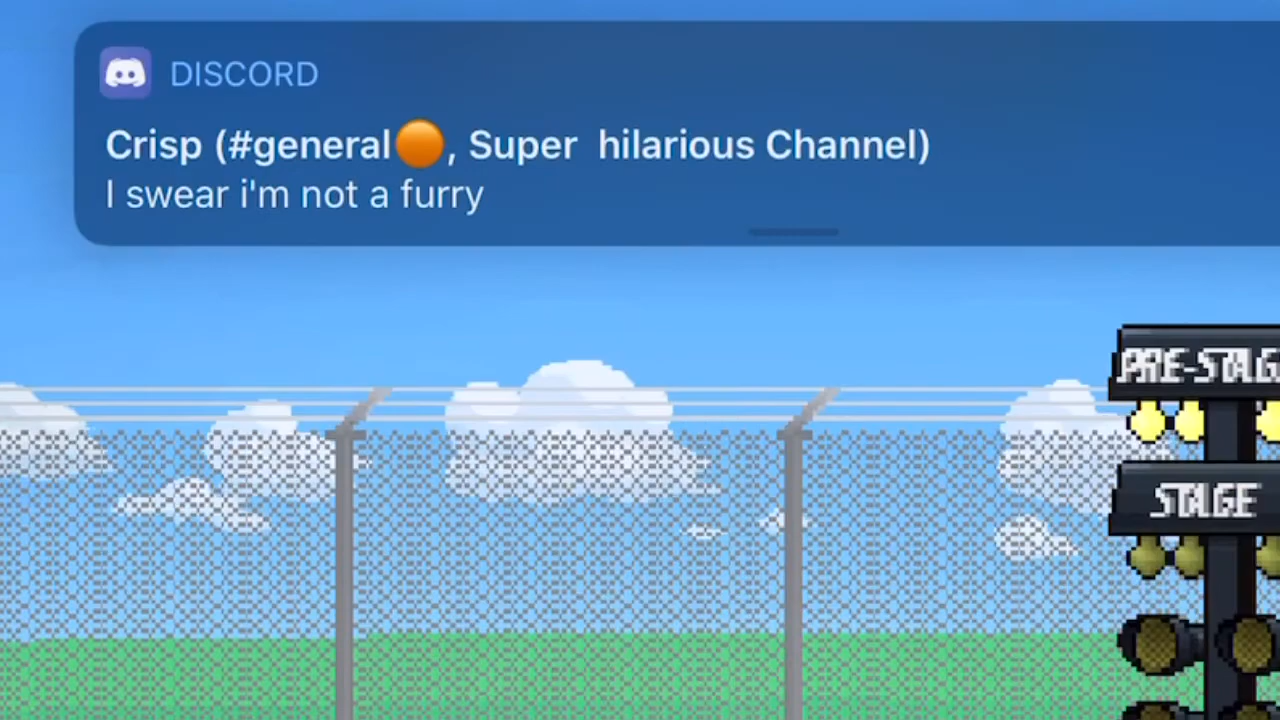 DISCORD
Crisp (#general🟠, Super  hilarious Channel)
I swear i'm not a furry
PRE-STAG
STAGE